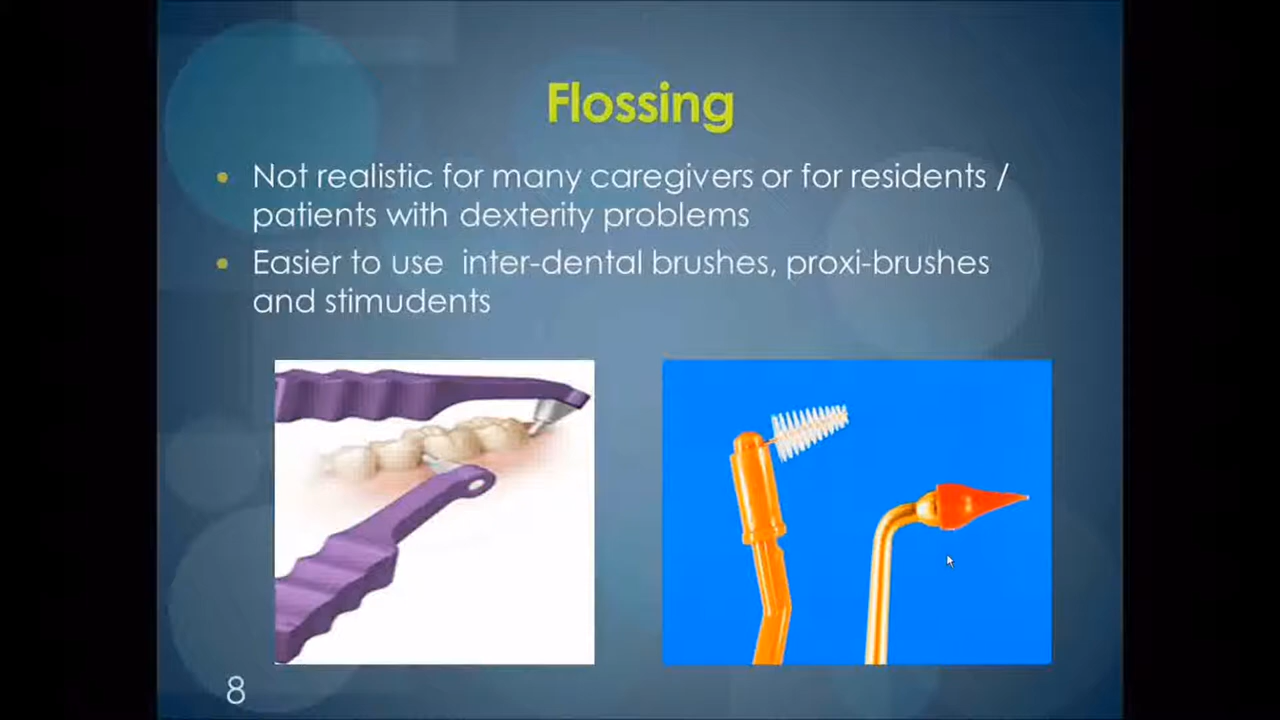 Flossing
• Not realistic for many caregivers or for residents /
patients with dexterity problems
• Easier to use inter-dental brushes, proxi-brushes
and stimudents
8